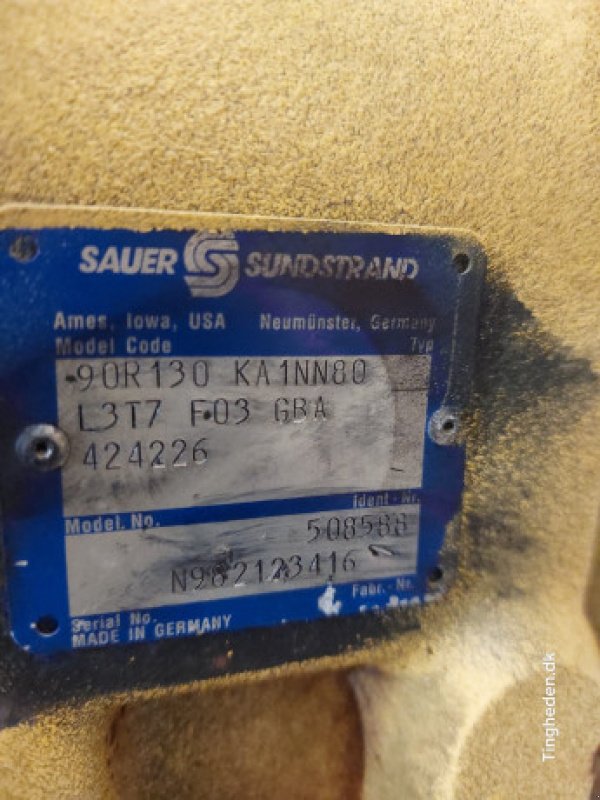 SAUER SUNDSTRAND
Ames, Iowa, USA Neumünster, Germany
Model Code Typ
90R130 KA1NN80
L3T7 F03 GBA
424226
Ident-Nr.
Model. No. 508588
N982123416
Serial No. Fabr.-Nr.
MADE IN GERMANY
Tingheden.dk